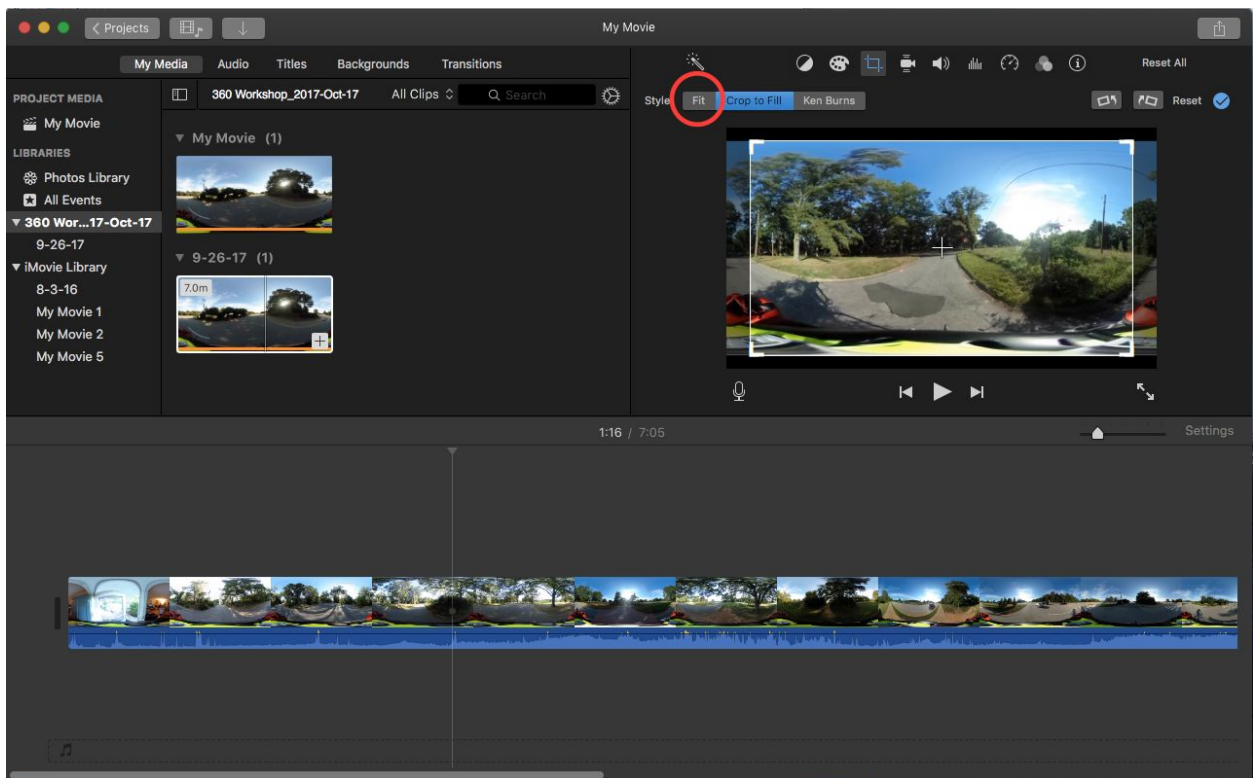 Projects
My Movie
My Media Audio Titles Backgrounds Transitions
Reset All
PROJECT MEDIA
My Movie
LIBRARIES
Photos Library
All Events
360 Wor...17-Oct-17
9-26-17
iMovie Library
8-3-16
My Movie 1
My Movie 2
My Movie 5
360 Workshop_2017-Oct-17 All Clips Search
My Movie (1)
9-26-17 (1)
7.0m
Style Fit Crop to Fill Ken Burns Reset
1:16 / 7:05 Settings